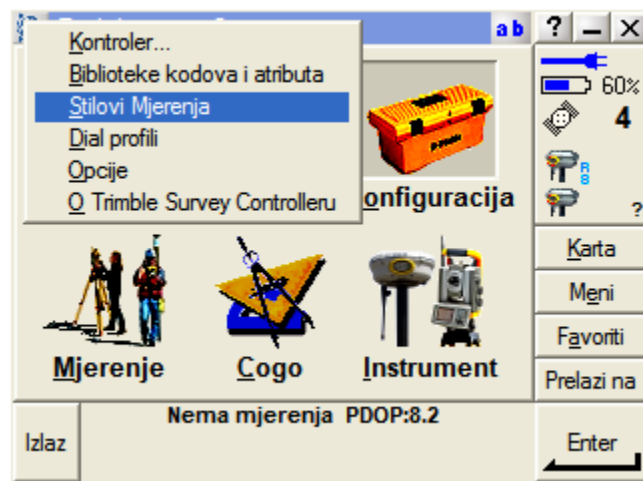 ab ? – X
Kontroler...
Biblioteke kodova i atributa
Stilovi Mjerenja
Dial profili
Opcije
O Trimble Survey Controlleru
60%
4
R8
?
onfiguracija
Mjerenje
Cogo
Instrument
Karta
Meni
Favoriti
Prelazi na
Izlaz
Nema mjerenja PDOP:8.2
Enter